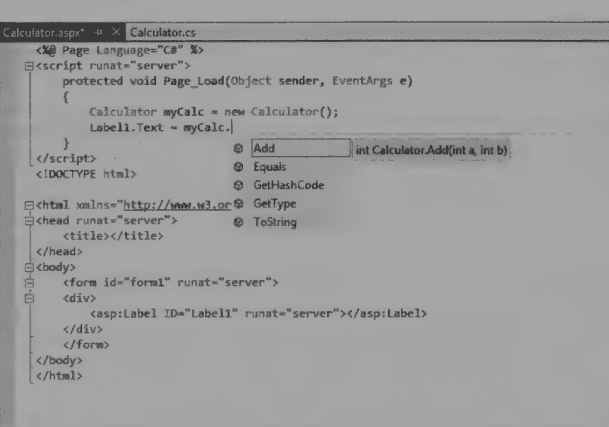 Calculator.aspx* Calculator.cs
<%@ Page Language="C#" %>
<script runat="server">
protected void Page_Load(Object sender, EventArgs e)
{
Calculator myCalc = new Calculator();
Label1.Text = myCalc.
Add int Calculator.Add(int a, int b)
}
Equals
</script>
GetHashCode
<!DOCTYPE html>
<html xmlns="http://www.w3.or GetType
<head runat="server"> ToString
<title></title>
</head>
<body>
<form id="form1" runat="server">
<div>
<asp:Label ID="Label1" runat="server"></asp:Label>
</div>
</form>
</body>
</html>